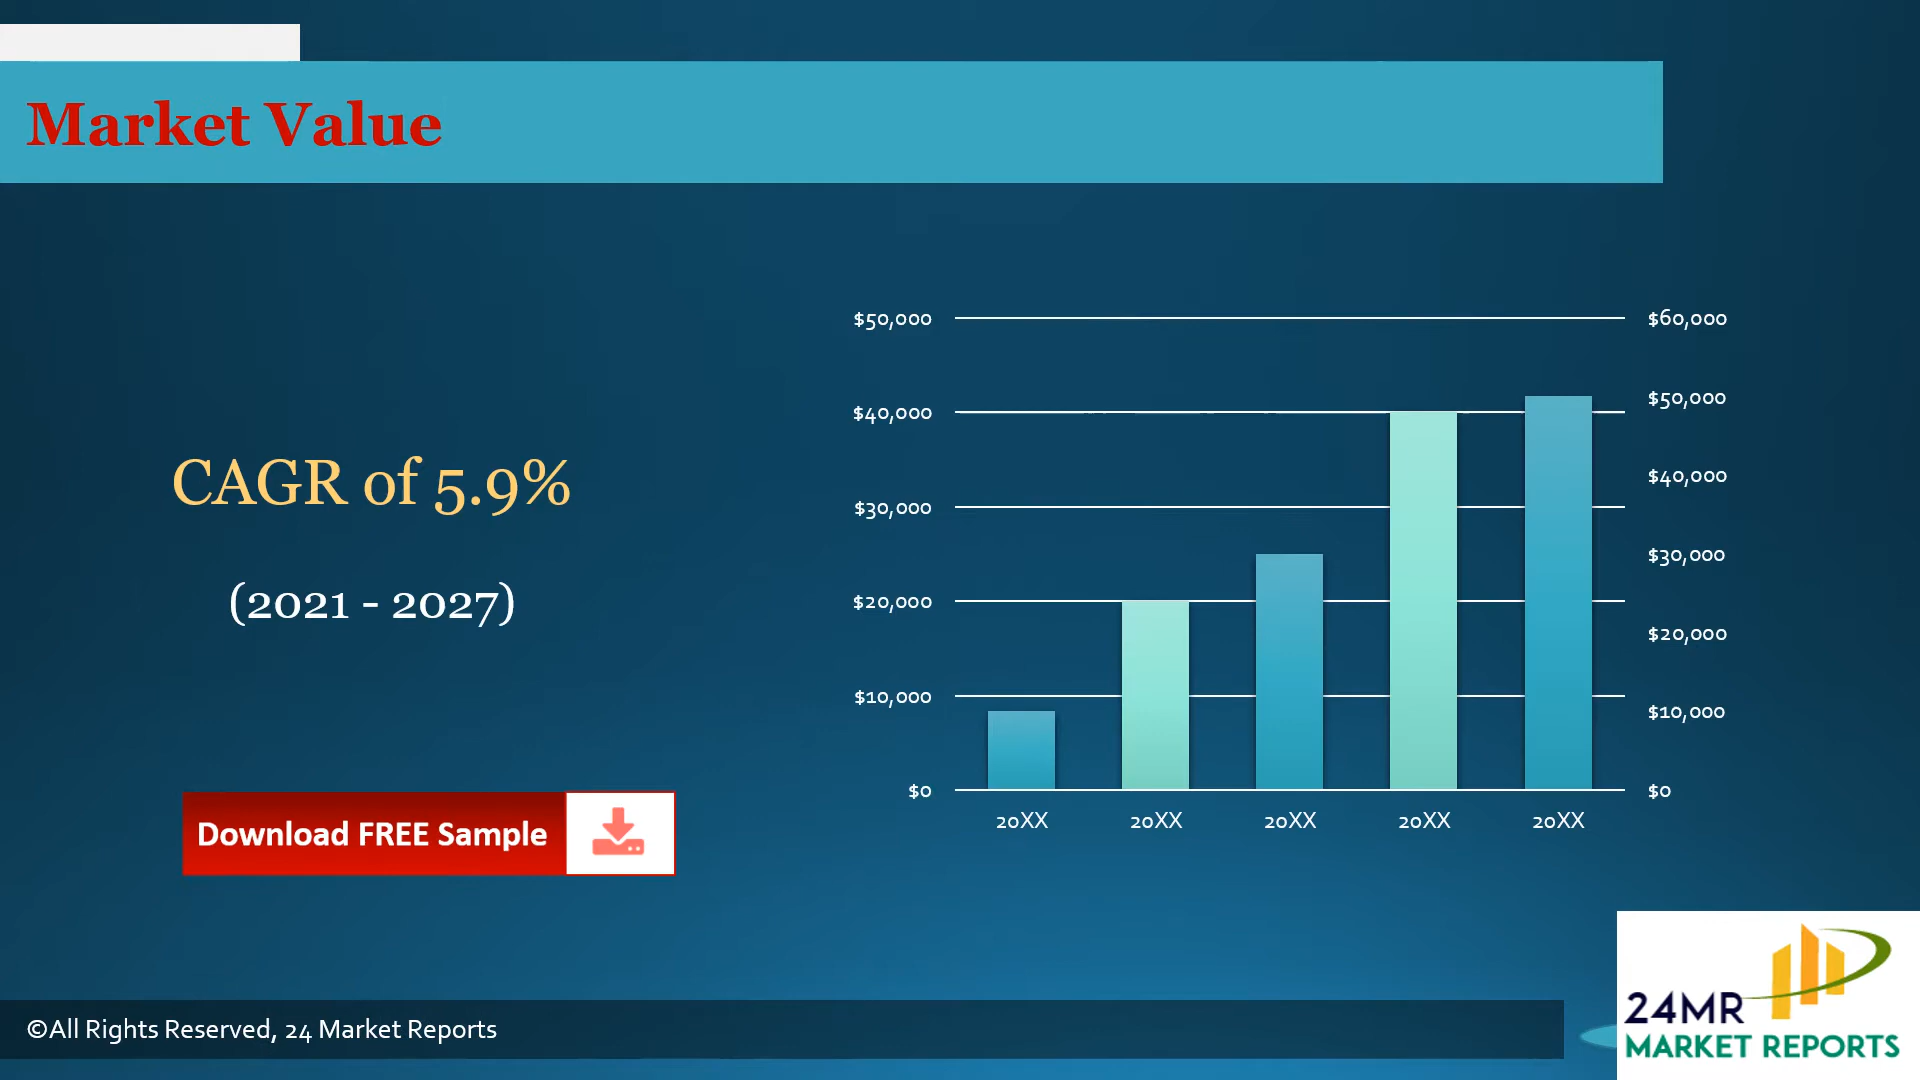 Market Value
CAGR of 5.9%
(2021 - 2027)
Download FREE Sample
$50,000
$40,000
$30,000
$20,000
$10,000
$0
$60,000
$50,000
$40,000
$30,000
$20,000
$10,000
$0
20XX 20XX 20XX 20XX 20XX
©All Rights Reserved, 24 Market Reports
24MR
MARKET REPORTS